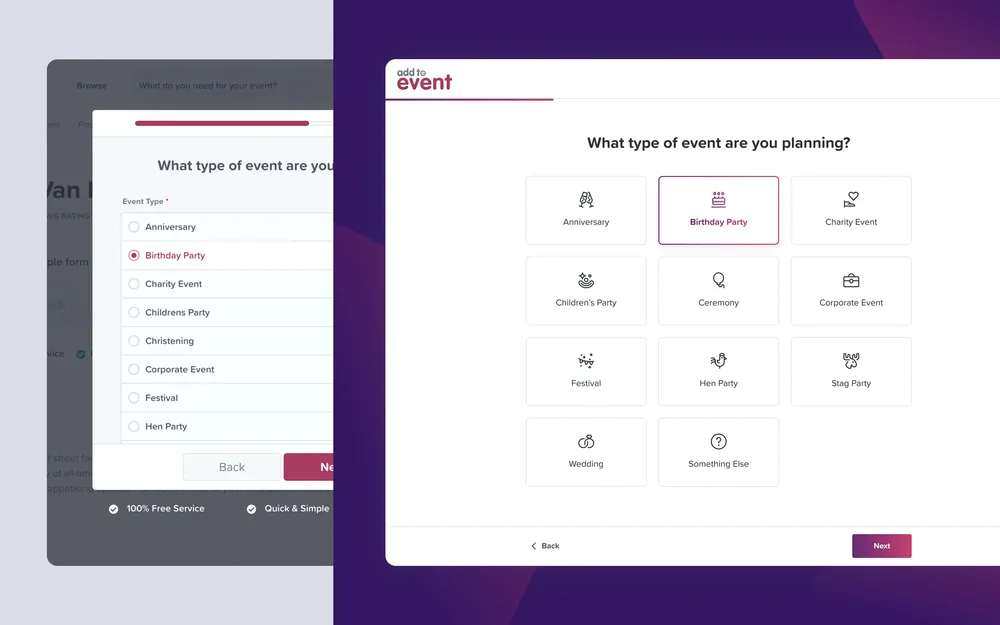 Browse
What do you need for your event?
What type of event are you
Event Type *
Anniversary
Birthday Party
Charity Event
Childrens Party
Christening
Corporate Event
Festival
Hen Party
Back
Ne
100% Free Service
Quick & Simple
add to
event
What type of event are you planning?
Anniversary
Birthday Party
Charity Event
Children's Party
Ceremony
Corporate Event
Festival
Hen Party
Stag Party
Wedding
Something Else
Back
Next